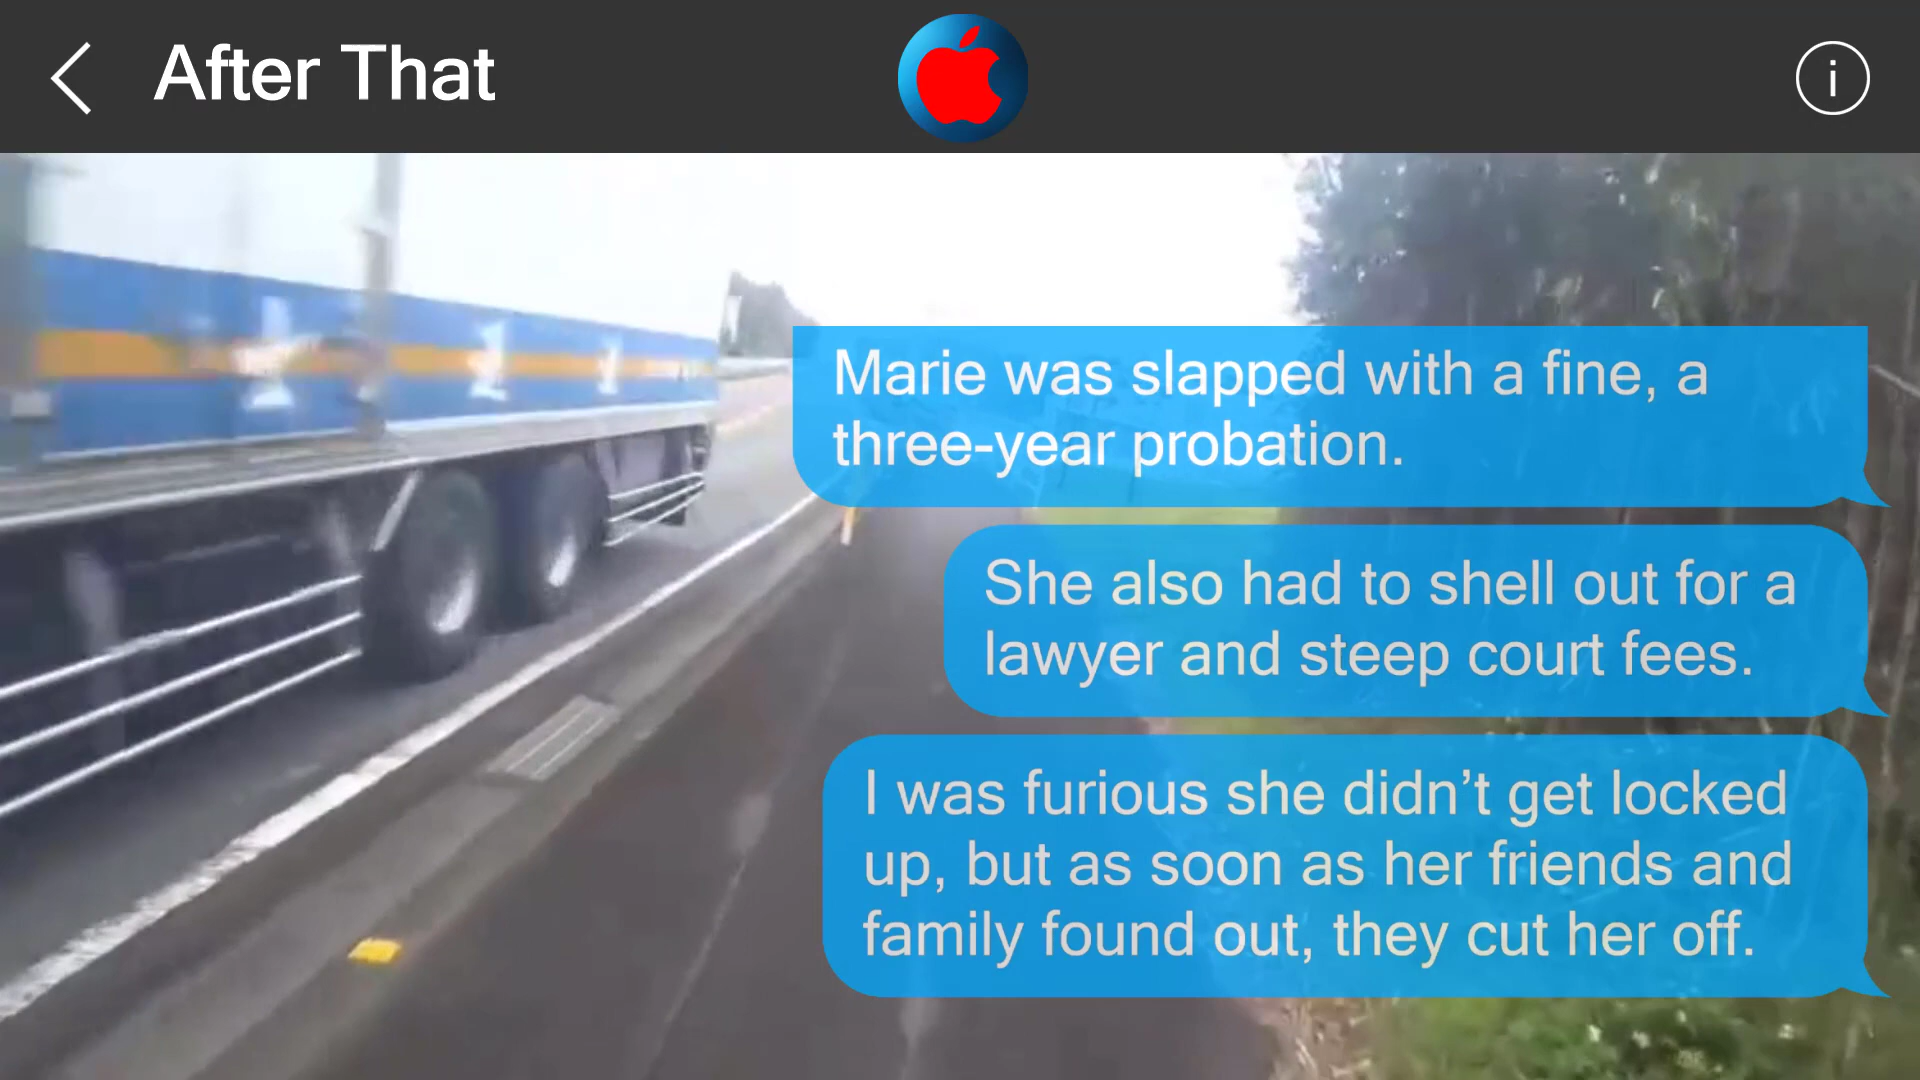 After That
Marie was slapped with a fine, a
three-year probation.
She also had to shell out for a
lawyer and steep court fees.
I was furious she didn’t get locked
up, but as soon as her friends and
family found out, they cut her off.